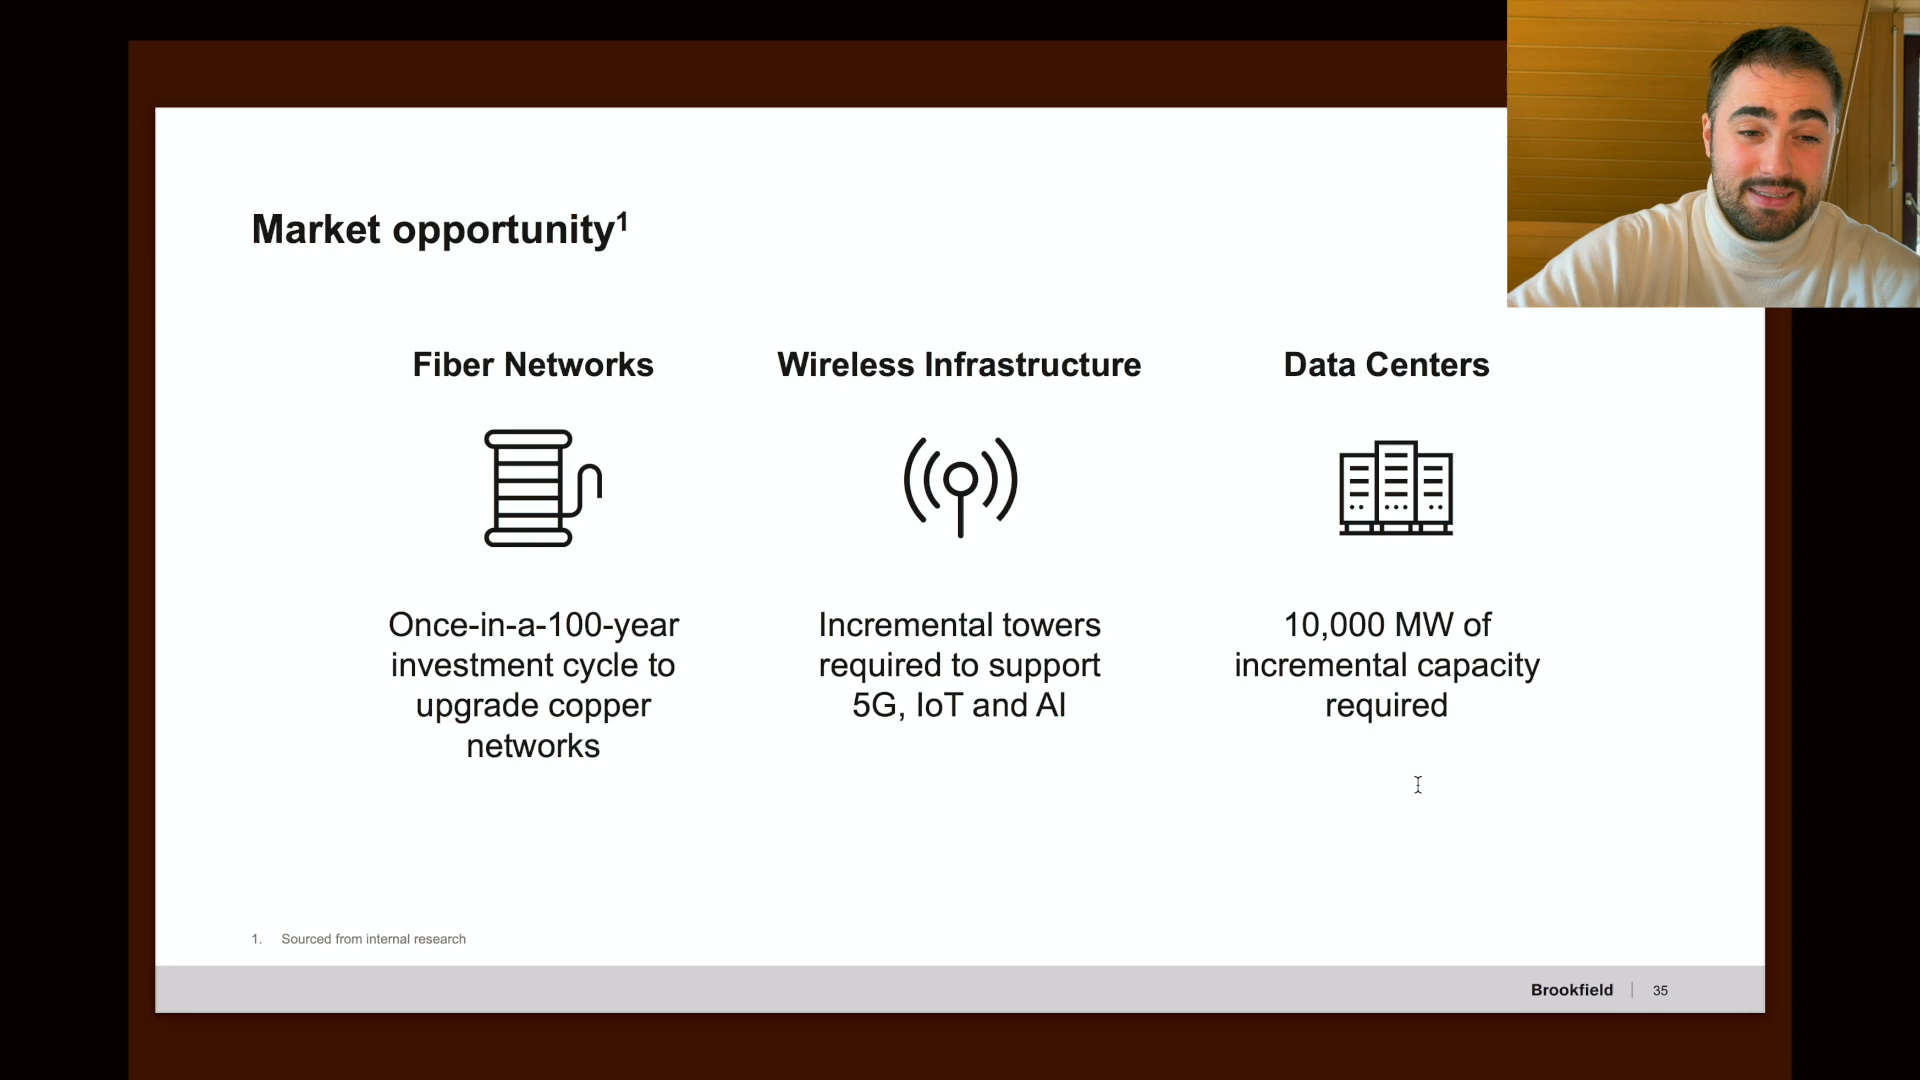 Market opportunity¹
Fiber Networks
Once-in-a-100-year
investment cycle to
upgrade copper
networks
Wireless Infrastructure
Incremental towers
required to support
5G, IoT and AI
Data Centers
10,000 MW of
incremental capacity
required
1. Sourced from internal research
Brookfield | 35